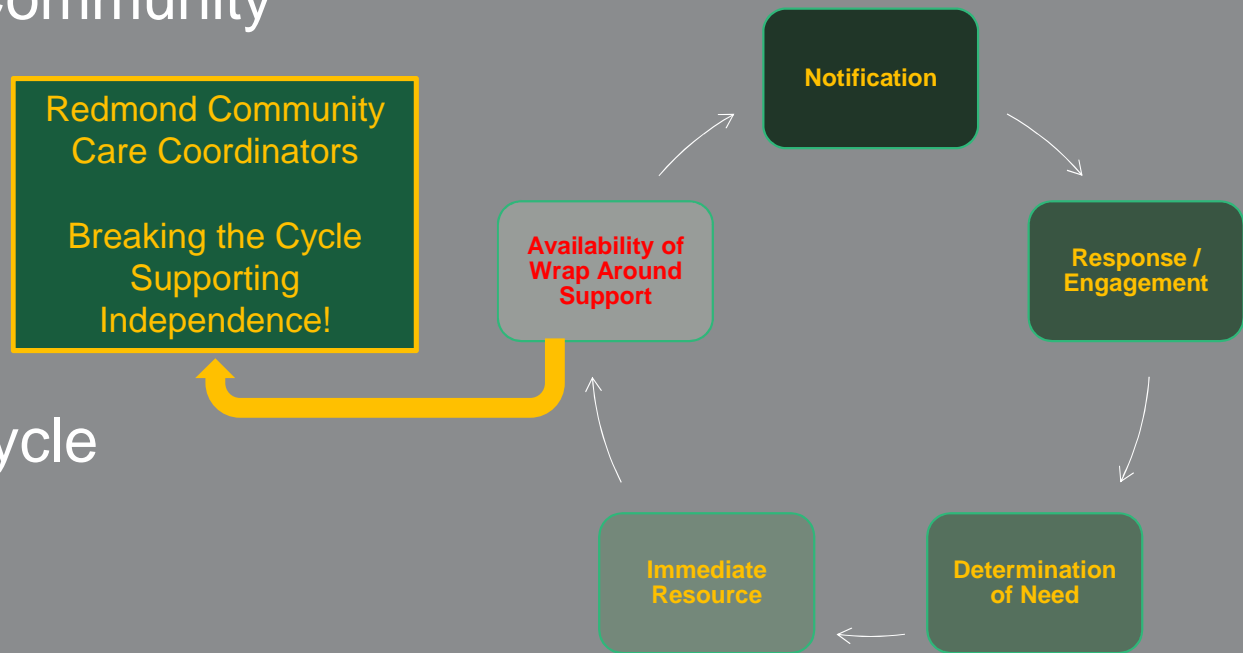 ommunity
Redmond Community
Care Coordinators
Breaking the Cycle
Supporting
Independence!
ycle
Notification
Response /
Engagement
Determination
of Need
Immediate
Resource
Availability of
Wrap Around
Support